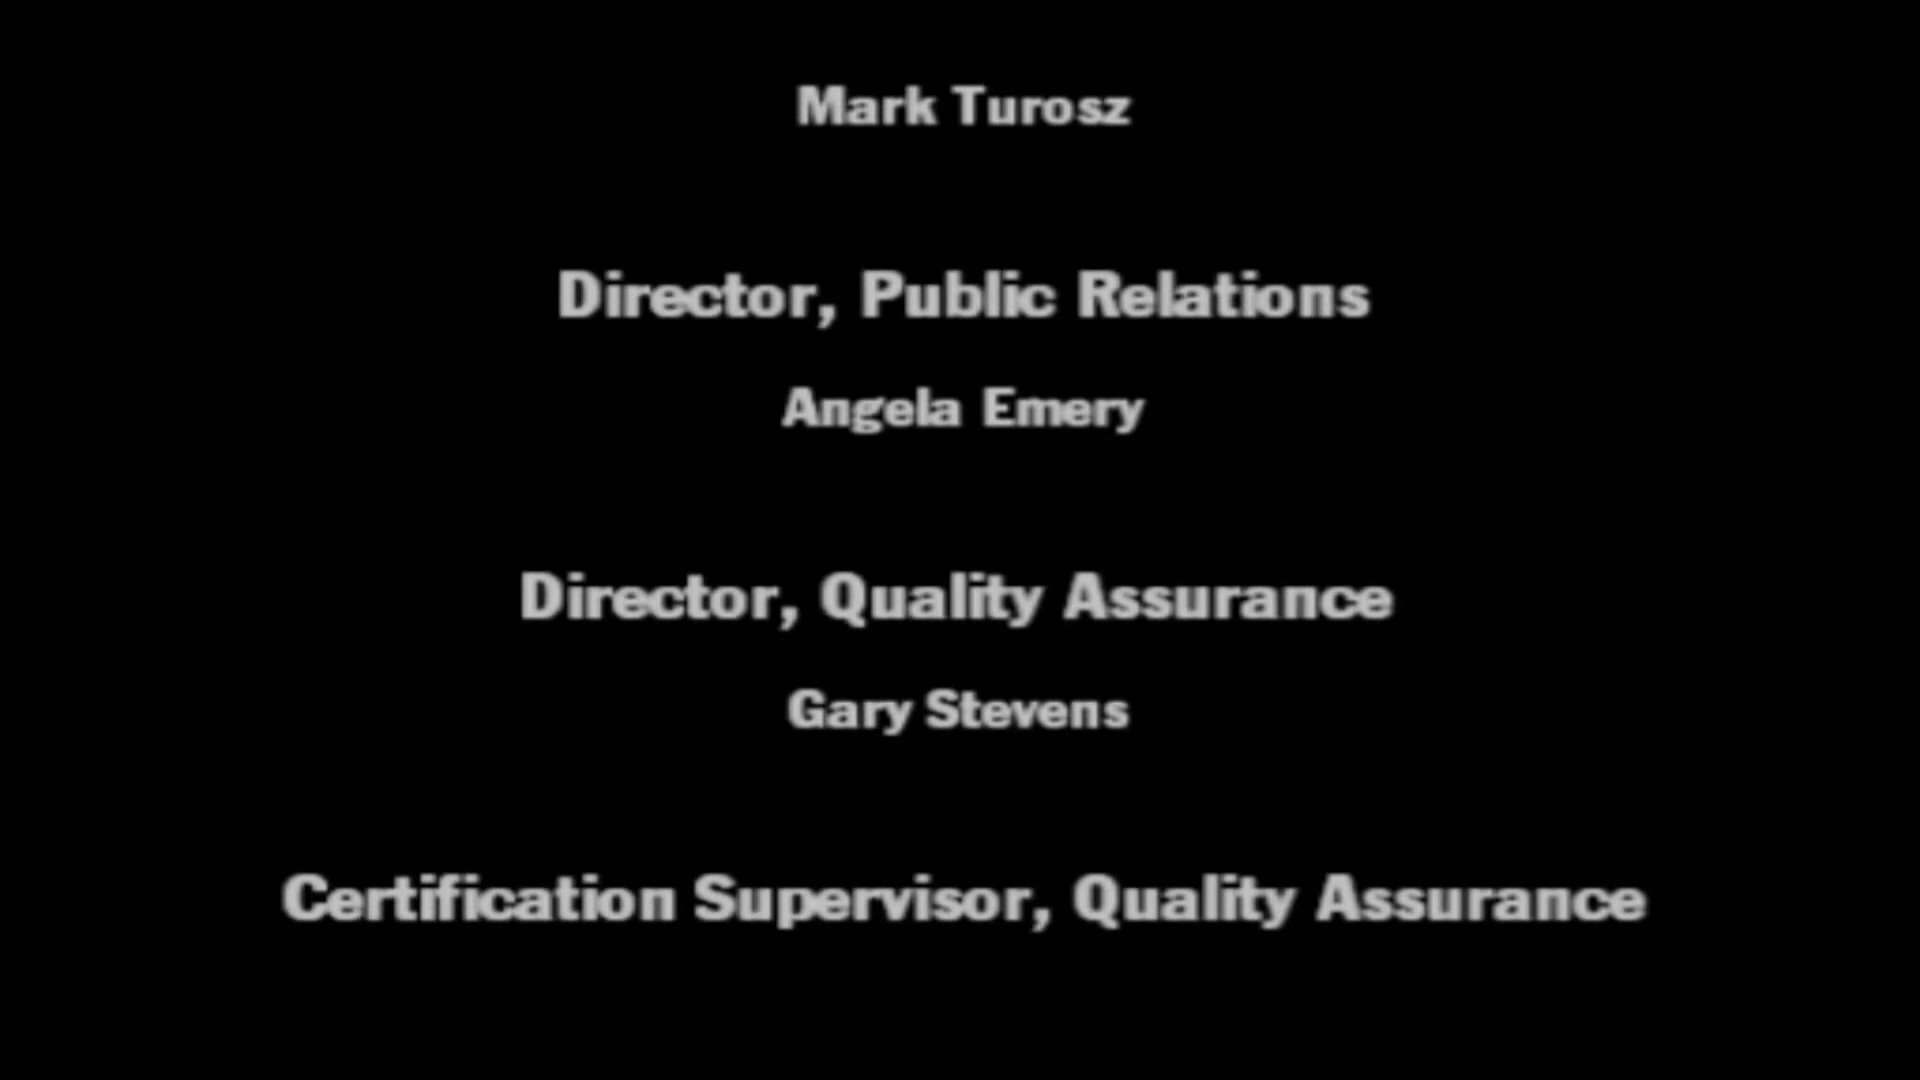 Mark Turosz
Director, Public Relations
Angela Emery
Director, Quality Assurance
Gary Stevens
Certification Supervisor, Quality Assurance